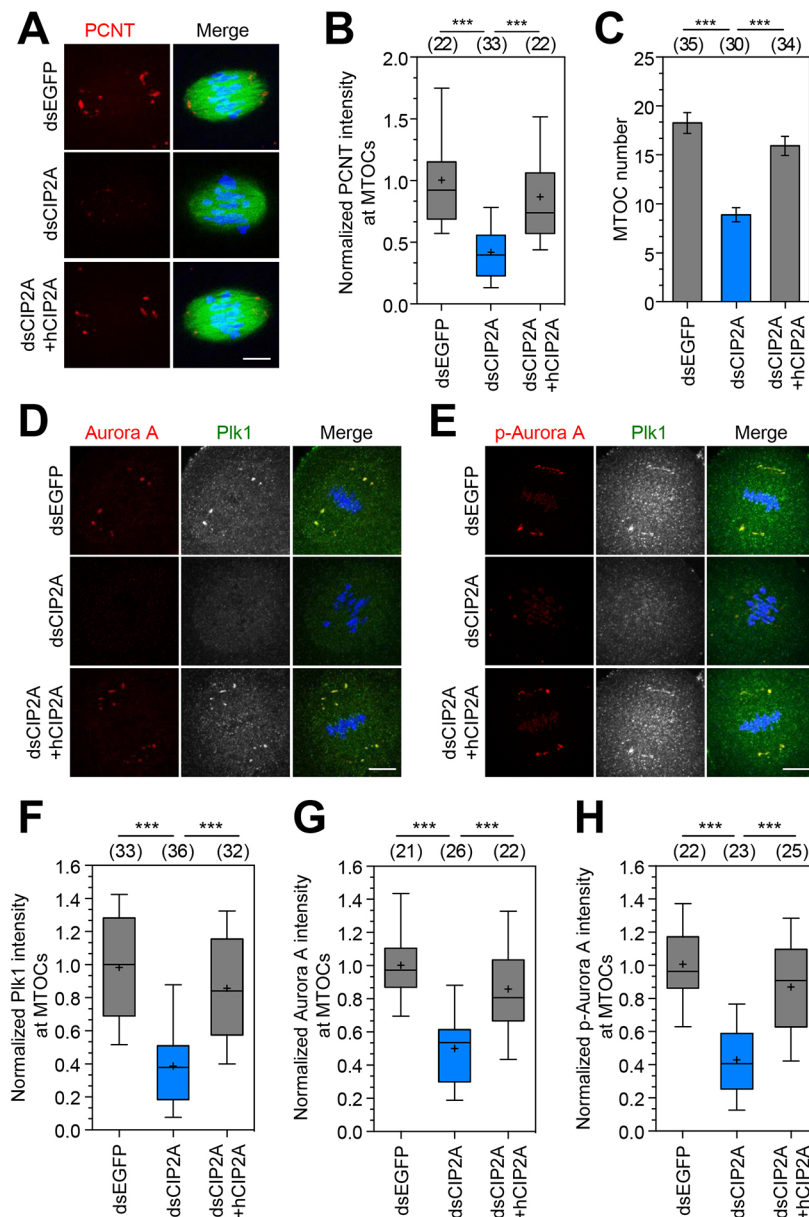 A
PCNT
Merge
dsEGFP
dsCIP2A
dsCIP2A
+hCIP2A
B
***
***
(22)
(33)
(22)
Normalized PCNT intensity
at MTOCs
2.0
1.5
1.0
0.5
0.0
dsEGFP
dsCIP2A
dsCIP2A
+hCIP2A
C
***
***
(35)
(30)
(34)
MTOC number
25
20
15
10
5
0
dsEGFP
dsCIP2A
dsCIP2A
+hCIP2A
D
Aurora A
Plk1
Merge
dsEGFP
dsCIP2A
dsCIP2A
+hCIP2A
E
p-Aurora A
Plk1
Merge
dsEGFP
dsCIP2A
dsCIP2A
+hCIP2A
F
***
***
(33)
(36)
(32)
Normalized Plk1 intensity
at MTOCs
1.6
1.4
1.2
1.0
0.8
0.6
0.4
0.2
0.0
dsEGFP
dsCIP2A
dsCIP2A
+hCIP2A
G
***
***
(21)
(26)
(22)
Normalized Aurora A intensity
at MTOCs
1.6
1.4
1.2
1.0
0.8
0.6
0.4
0.2
0.0
dsEGFP
dsCIP2A
dsCIP2A
+hCIP2A
H
***
***
(22)
(23)
(25)
Normalized p-Aurora A intensity
at MTOCs
1.6
1.4
1.2
1.0
0.8
0.6
0.4
0.2
0.0
dsEGFP
dsCIP2A
dsCIP2A
+hCIP2A